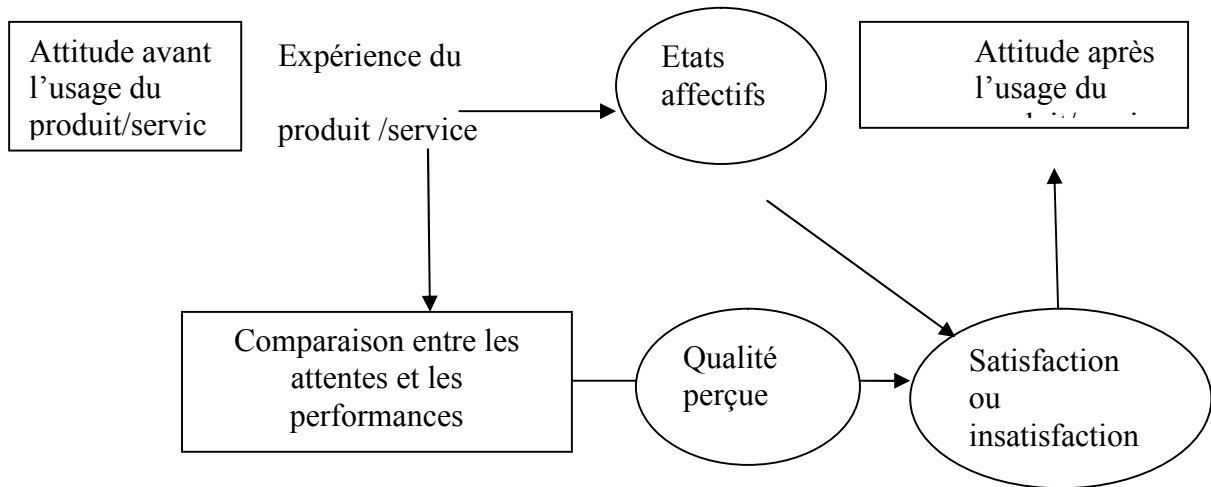 Attitude avant
l’usage du
produit/servic
Expérience du
produit /service
Etats
affectifs
Attitude après
l’usage du
Comparaison entre les
attentes et les
performances
Qualité
perçue
Satisfaction
ou
insatisfaction